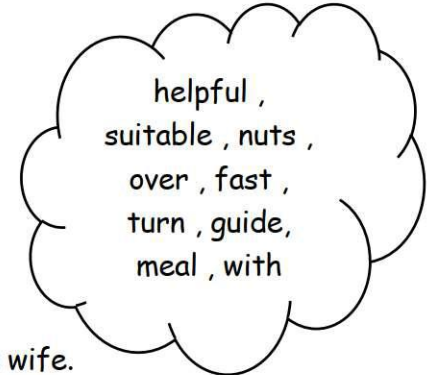 helpful ,
suitable , nuts ,
over , fast ,
turn , guide,
meal , with
wife.